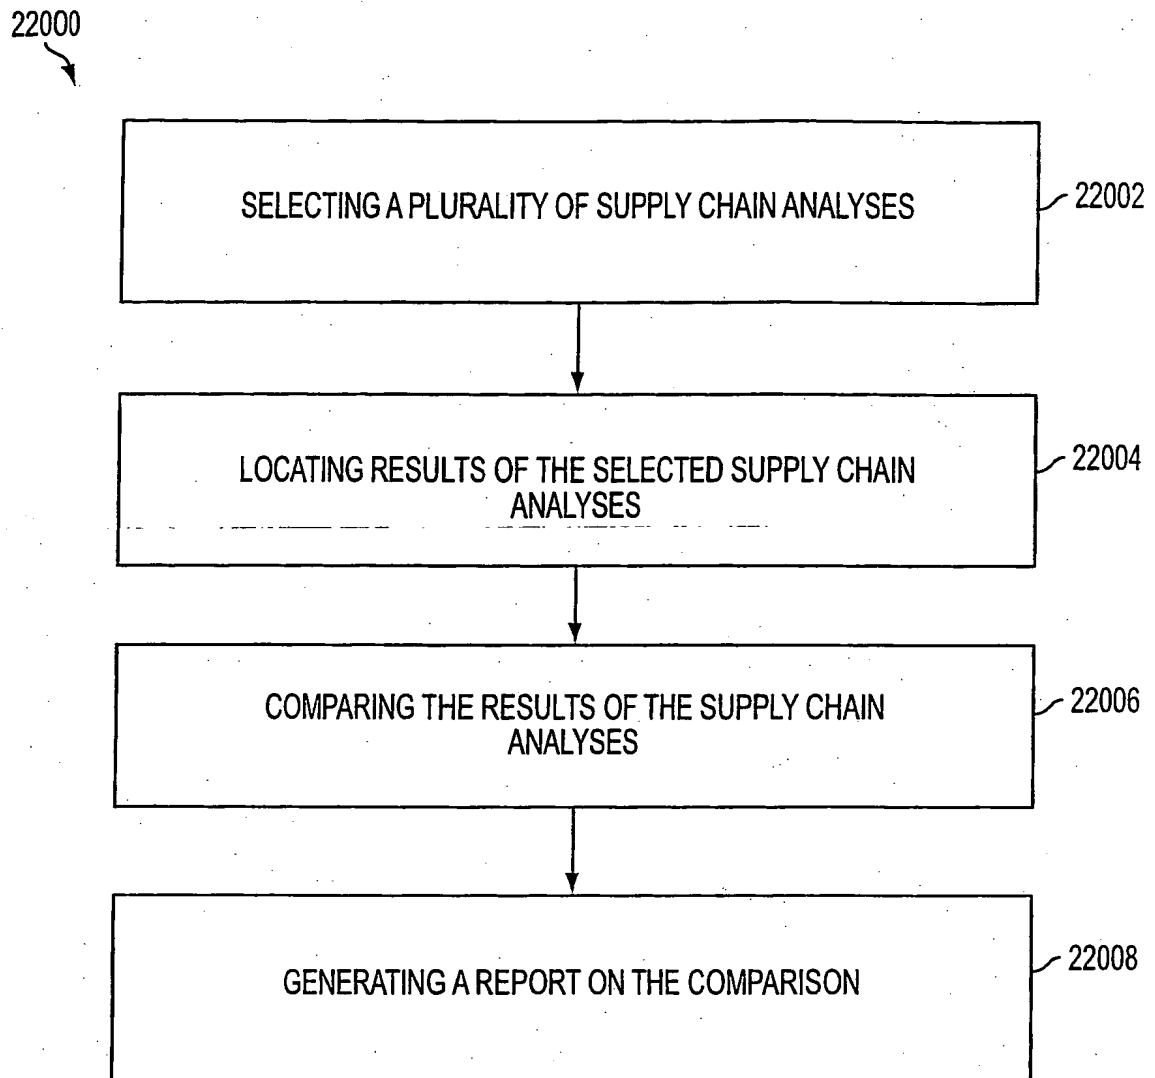 22000
SELECTING A PLURALITY OF SUPPLY CHAIN ANALYSES
22002
LOCATING RESULTS OF THE SELECTED SUPPLY CHAIN
ANALYSES
22004
COMPARING THE RESULTS OF THE SUPPLY CHAIN
ANALYSES
22006
GENERATING A REPORT ON THE COMPARISON
22008